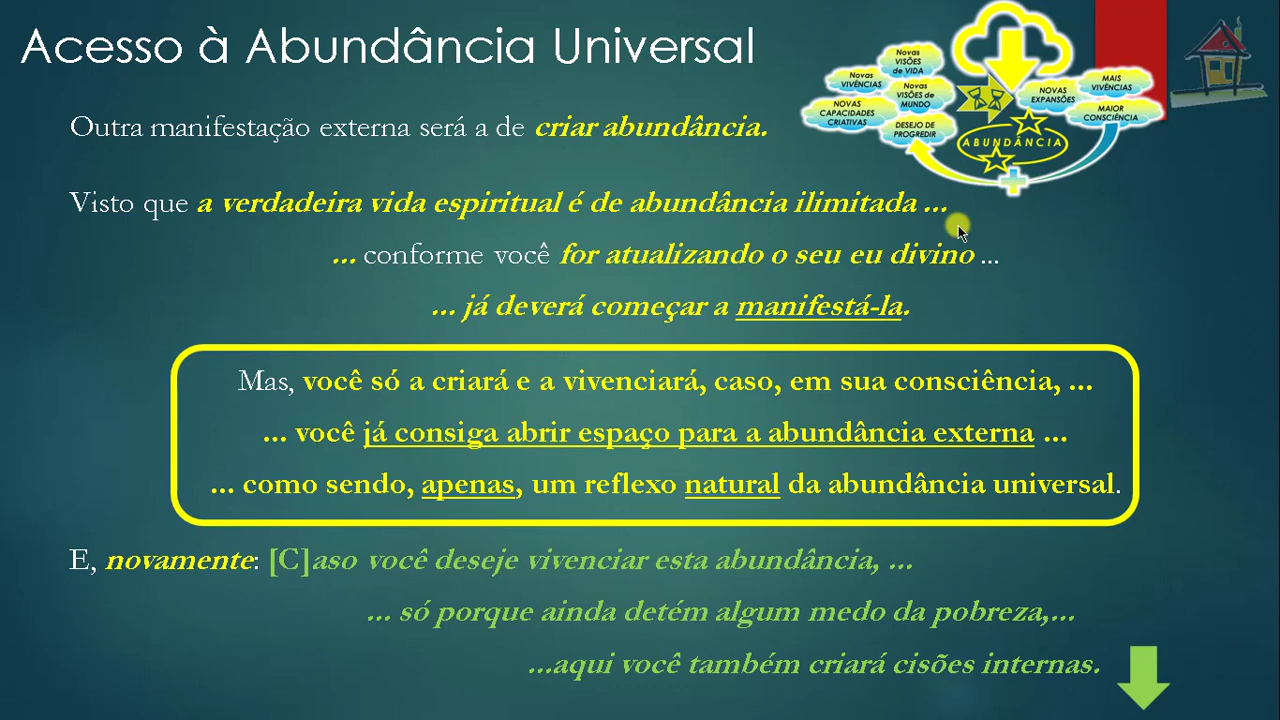 Acesso à Abundância Universal
Novas
VISÕES
de VIDA
Novas
VIVÊNCIAS
Novas
VISÕES de
MUNDO
NOVAS
CAPACIDADES
CRIATIVAS
DESEJO DE
PROGREDIR
NOVAS
EXPANSÕES
MAIS
VIVÊNCIAS
MAIOR
CONSCIÊNCIA
ABUNDÂNCIA
Outra manifestação externa será a de criar abundância.
Visto que a verdadeira vida espiritual é de abundância ilimitada ...
... conforme você for atualizando o seu eu divino ...
... já deverá começar a manifestá-la.
Mas, você só a criará e a vivenciará, caso, em sua consciência, ...
... você já consiga abrir espaço para a abundância externa ...
... como sendo, apenas, um reflexo natural da abundância universal.
E, novamente: [C]aso você deseje vivenciar esta abundância, ...
... só porque ainda detém algum medo da pobreza,...
...aqui você também criará cisões internas.